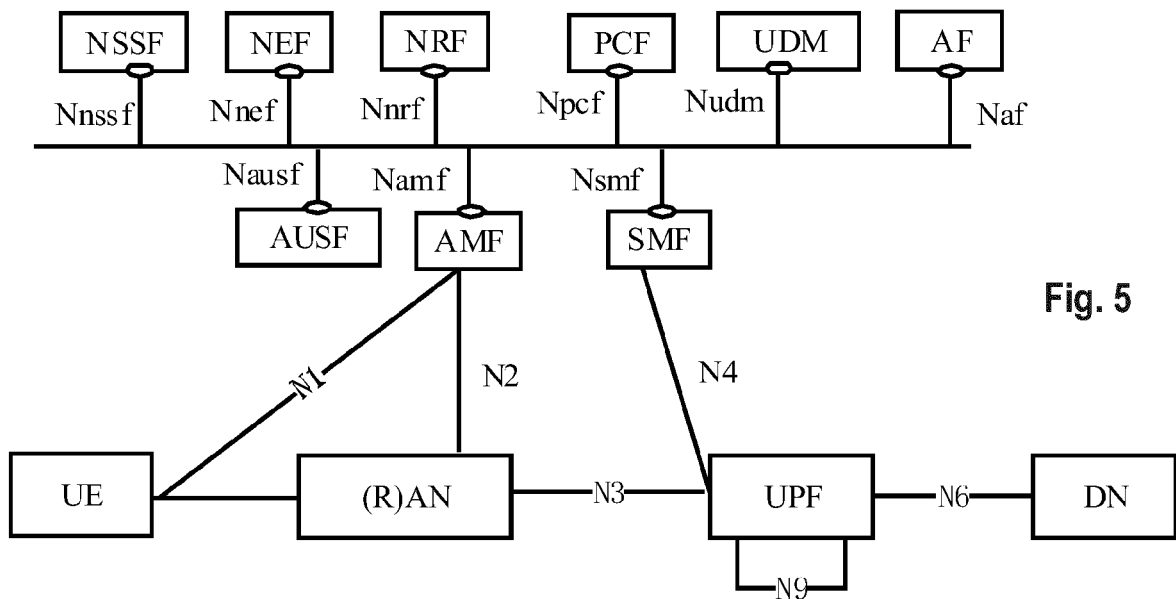 NSSF NEF NRF PCF UDM AF
Nnssf Nnef Nnrf Npcf Nudm Naf
Nausf Namf Nsmf
AUSF AMF SMF
Fig. 5
N1 N2 N4
UE (R)AN N3 UPF N6 DN
N9